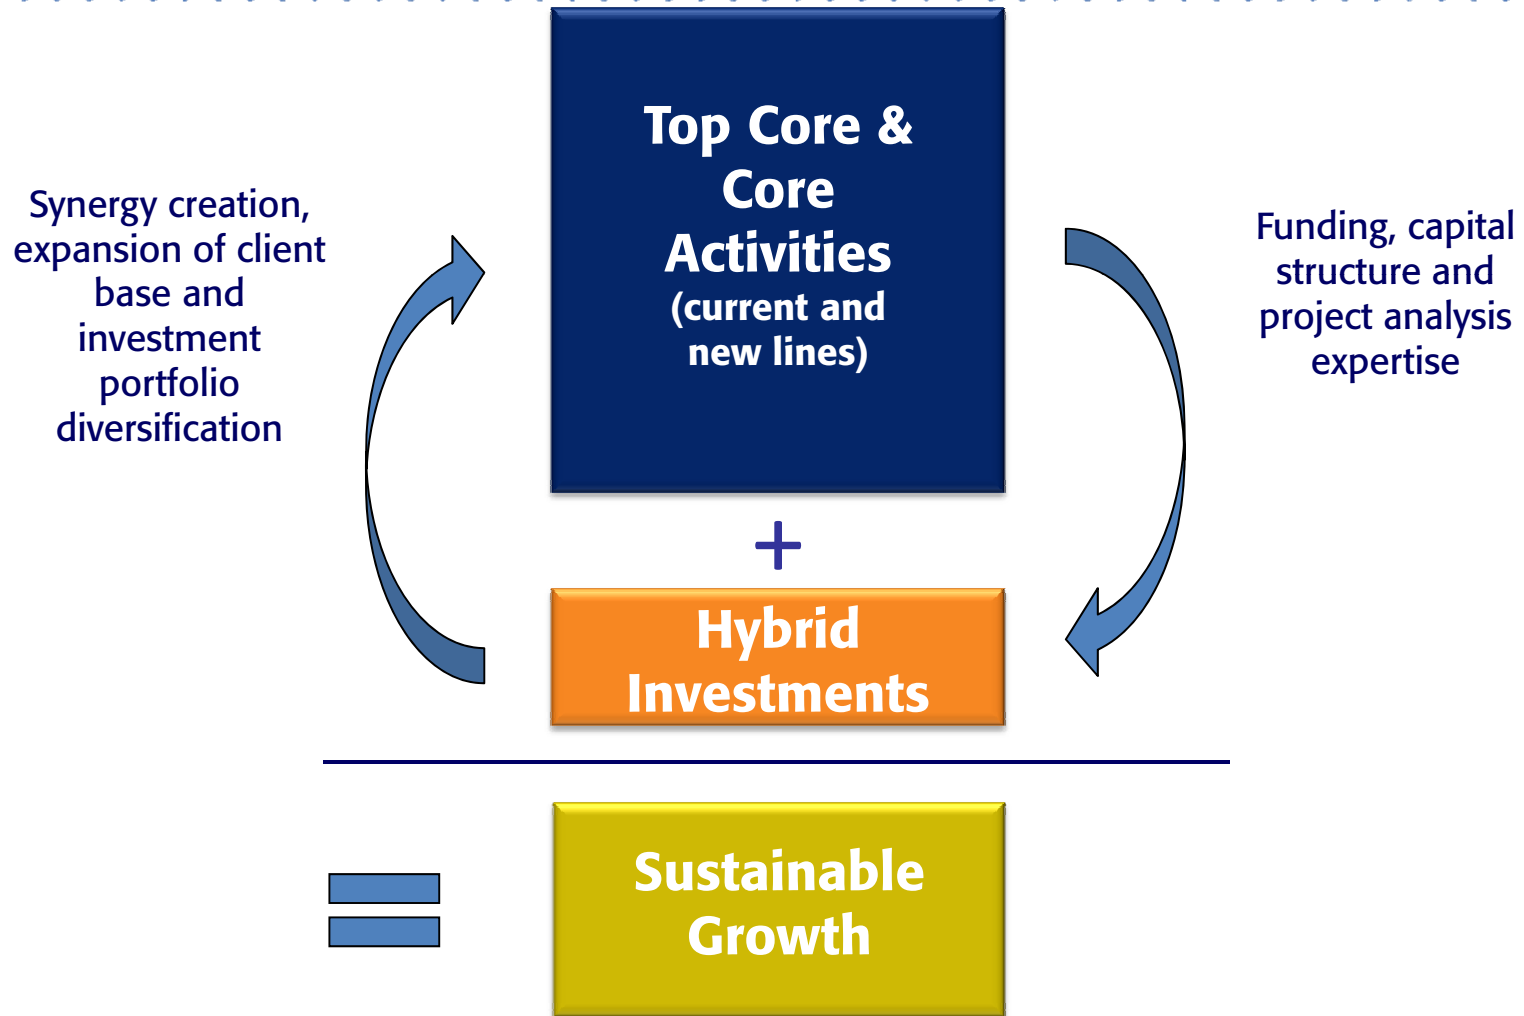 Top Core &
Core
Activities
(current and
new lines)
Synergy creation,
expansion of client
base and
investment
portfolio
diversification
Funding, capital
structure and
project analysis
expertise
+
Hybrid
Investments
=
Sustainable
Growth